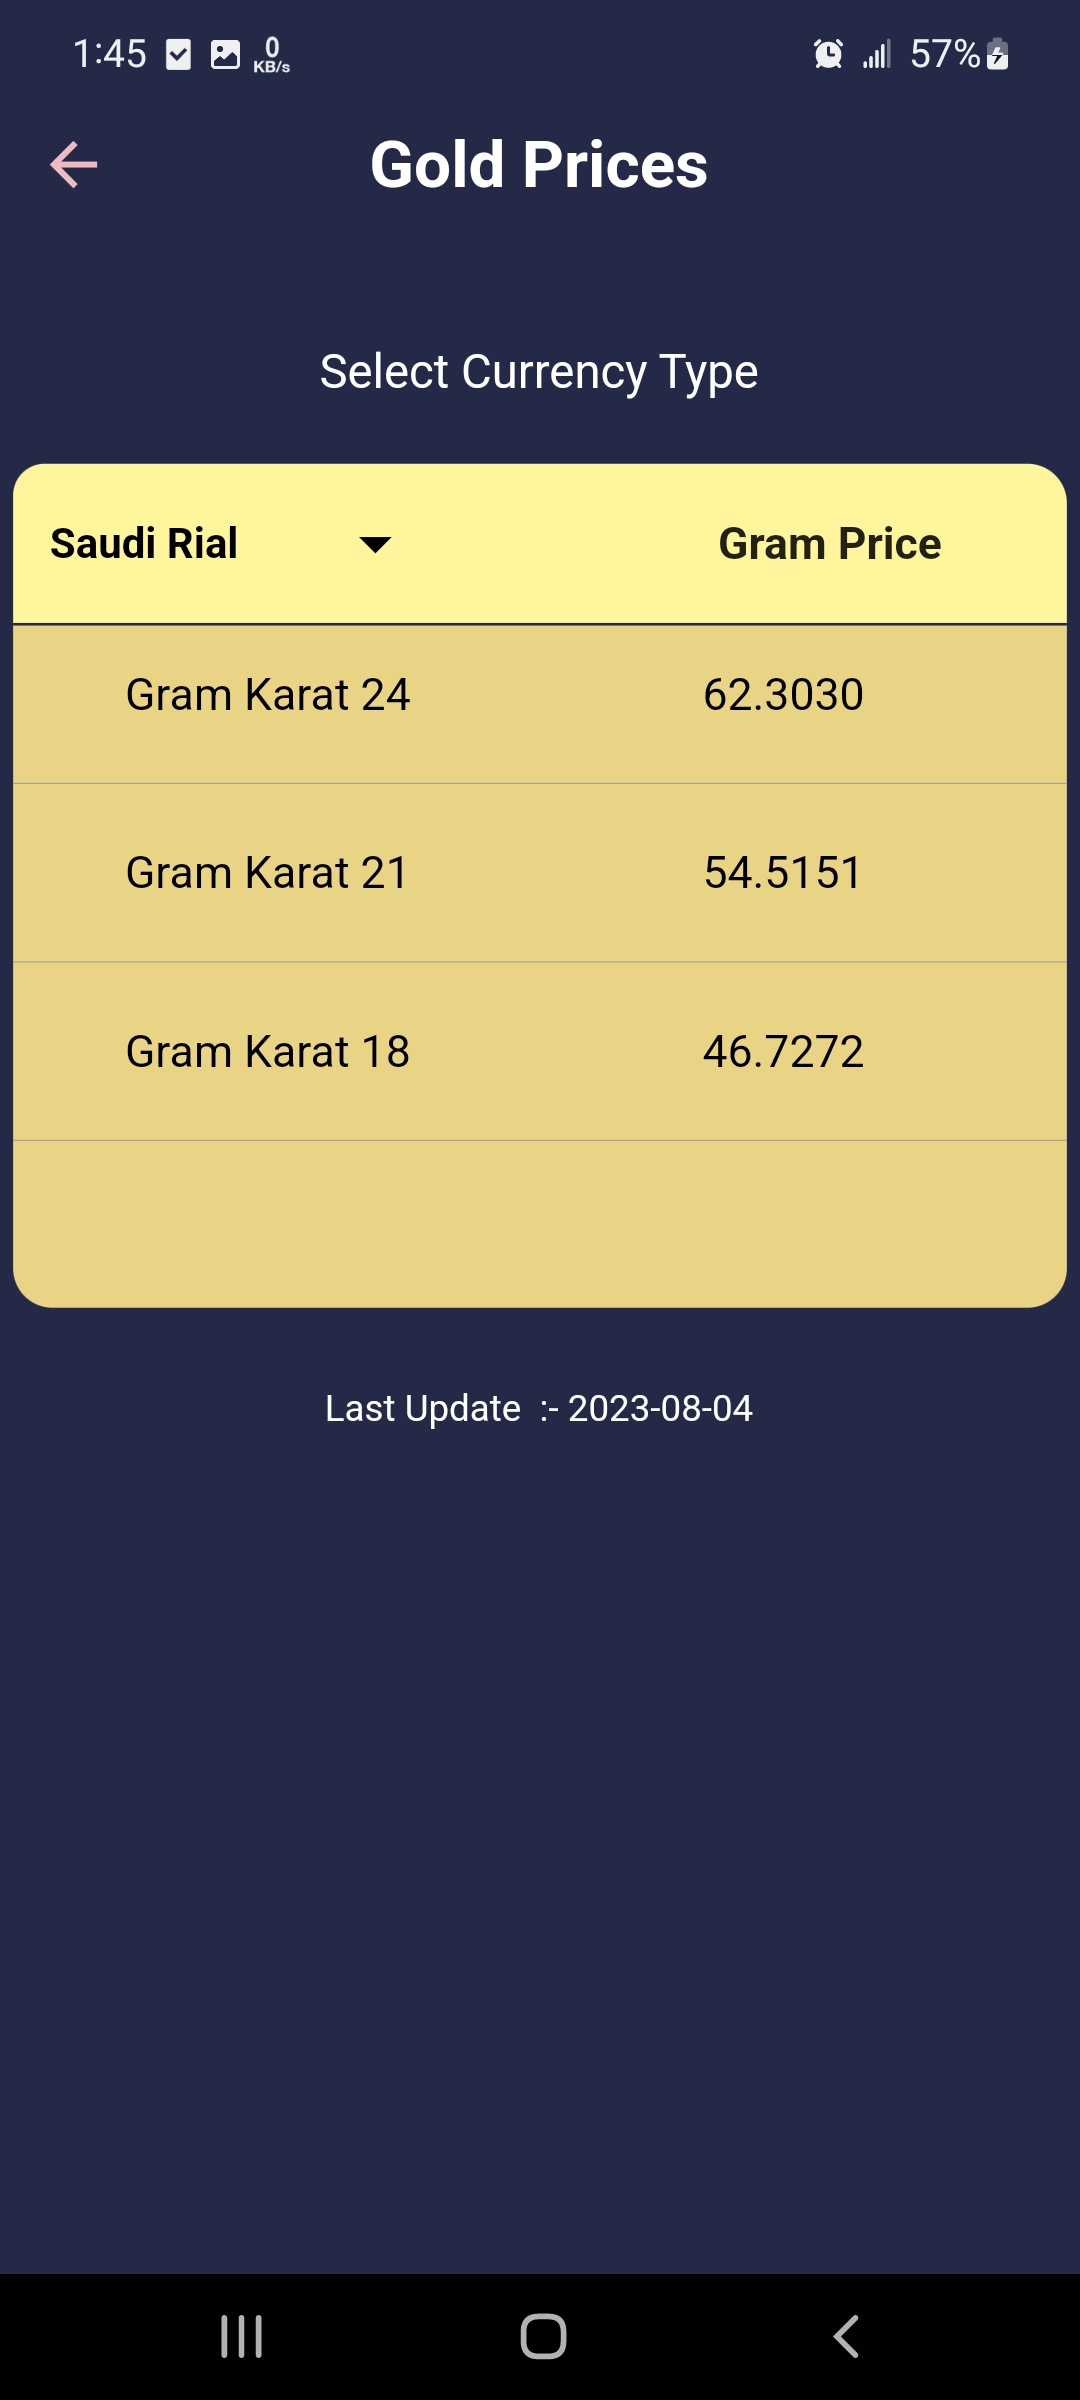 1:45 0 KB/s 57%
Gold Prices
Select Currency Type
Saudi Rial Gram Price
Gram Karat 24 62.3030
Gram Karat 21 54.5151
Gram Karat 18 46.7272
Last Update :- 2023-08-04